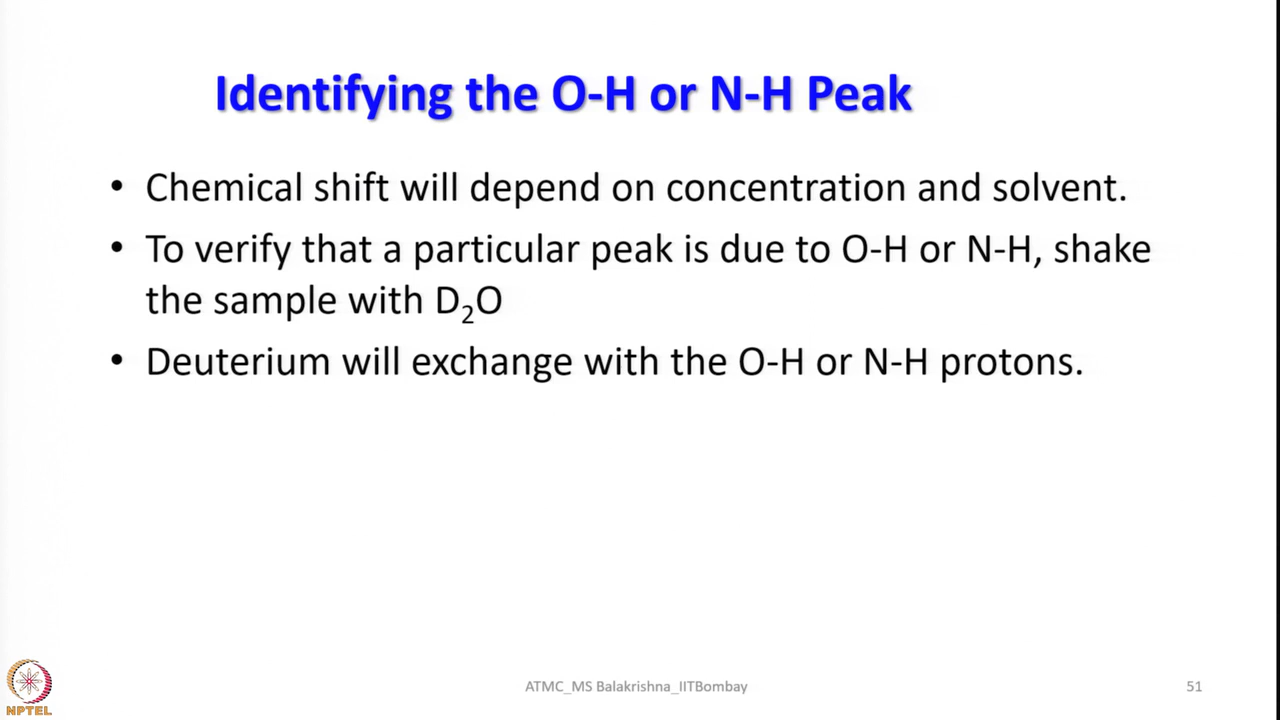 Identifying the O-H or N-H Peak
• Chemical shift will depend on concentration and solvent.
• To verify that a particular peak is due to O-H or N-H, shake
the sample with D₂O
• Deuterium will exchange with the O-H or N-H protons.
NPTEL
ATMC_MS Balakrishna_IITBombay
51